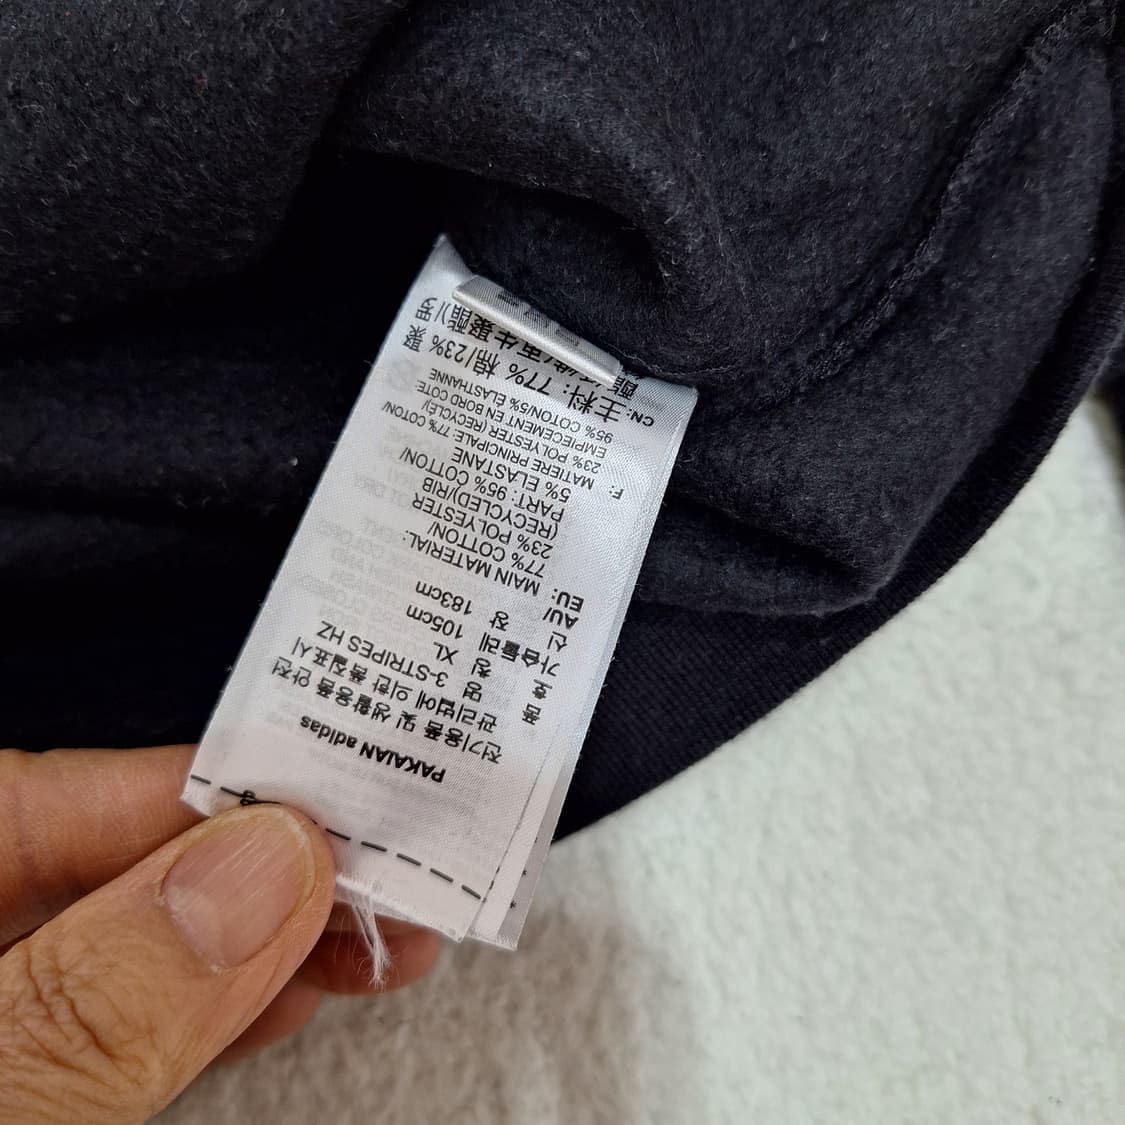 PAKAIAN adidas
전기용품 및 생활용품 안전
관리법에 의한 품질표시
품 명 3-STRIPES HZ
호 칭 XL
가슴둘레 105cm
신 장 183cm
AU/
EU: MAIN MATERIAL:
77% COTTON/
23% POLYESTER
(RECYCLED)/RIB
PART: 95% COTTON/
5% ELASTANE
F: MATIERE PRINCIPALE: 77% COTON/
23% POLYESTER (RECYCLE)/
EMPIECEMENT EN BORD COTE:
95% COTON/5% ELASTHANNE
CN: 主料: 77% 棉/23% 聚